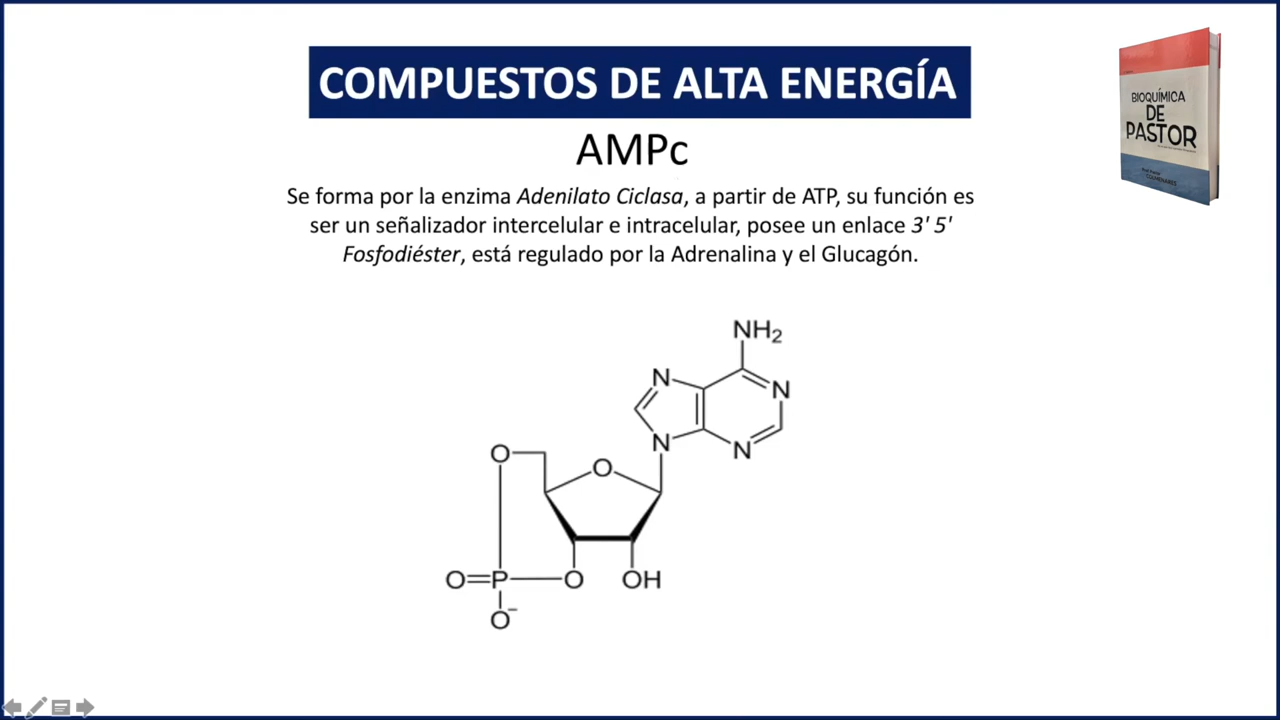 COMPUESTOS DE ALTA ENERGÍA
AMPc
Se forma por la enzima Adenilato Ciclasa, a partir de ATP, su función es
ser un señalizador intercelular e intracelular, posee un enlace 3' 5'
Fosfodiéster, está regulado por la Adrenalina y el Glucagón.
BIOQUÍMICA
DE
PASTOR
NH2
N
N
N
N
O
O
O=P
O
OH
O−